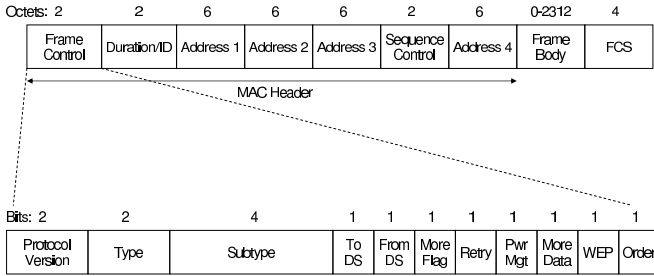 Octets: 2 2 6 6 6 2 6 0-2312 4
Frame Control Duration/ID Address 1 Address 2 Address 3 Sequence Control Address 4 Frame Body FCS
MAC Header
Bits: 2 2 4 1 1 1 1 1 1 1 1
Protocol Version Type Subtype To DS From DS More Flag Retry Pwr Mgt More Data WEP Order